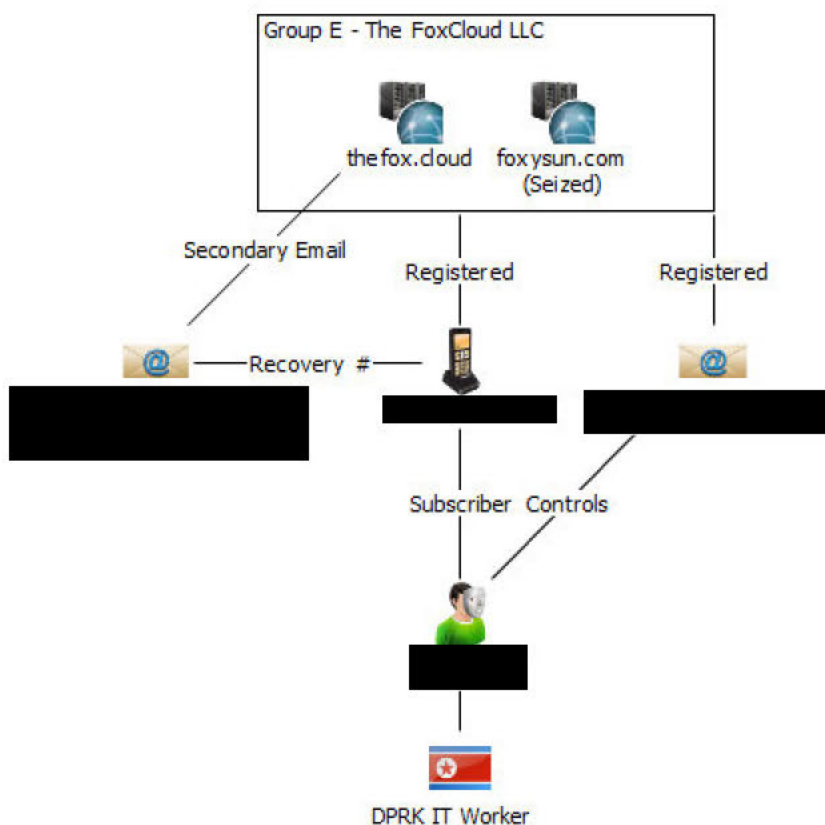 Group E - The FoxCloud LLC
thefox.cloud
foxysun.com
(Seized)
Secondary Email
Registered
Registered
Recovery #
Subscriber
Controls
DPRK IT Worker